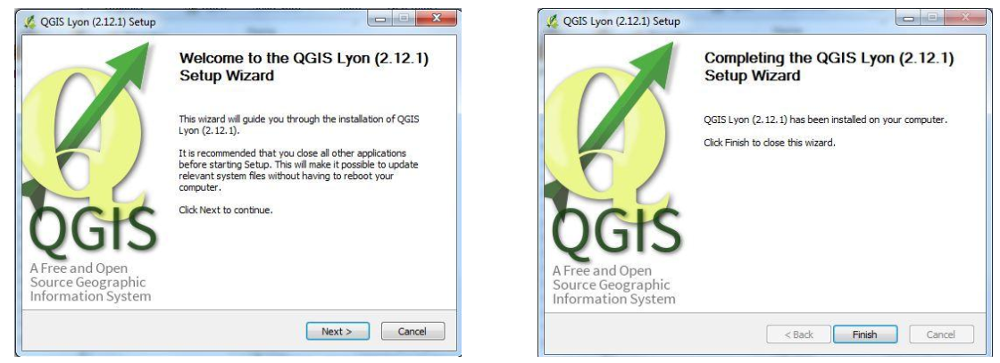 QGIS Lyon (2.12.1) Setup
Welcome to the QGIS Lyon (2.12.1)
Setup Wizard
This wizard will guide you through the installation of QGIS
Lyon (2.12.1).
It is recommended that you close all other applications
before starting Setup. This will make it possible to update
relevant system files without having to reboot your
computer.
Click Next to continue.
QGIS
A Free and Open
Source Geographic
Information System
Next >
Cancel
QGIS Lyon (2.12.1) Setup
Completing the QGIS Lyon (2.12.1)
Setup Wizard
QGIS Lyon (2.12.1) has been installed on your computer.
Click Finish to close this wizard.
QGIS
A Free and Open
Source Geographic
Information System
< Back
Finish
Cancel